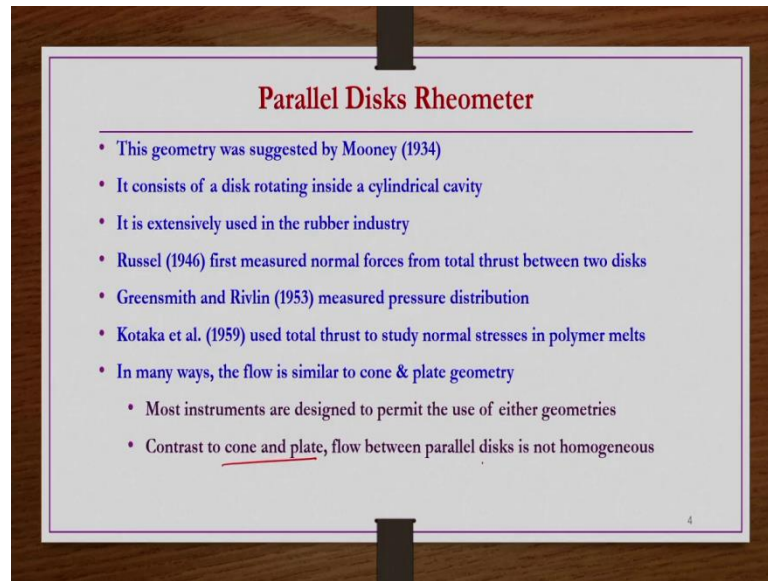 Parallel Disks Rheometer
• This geometry was suggested by Mooney (1934)
• It consists of a disk rotating inside a cylindrical cavity
• It is extensively used in the rubber industry
• Russel (1946) first measured normal forces from total thrust between two disks
• Greensmith and Rivlin (1953) measured pressure distribution
• Kotaka et al. (1959) used total thrust to study normal stresses in polymer melts
• In many ways, the flow is similar to cone & plate geometry
• Most instruments are designed to permit the use of either geometries
• Contrast to cone and plate, flow between parallel disks is not homogeneous
4